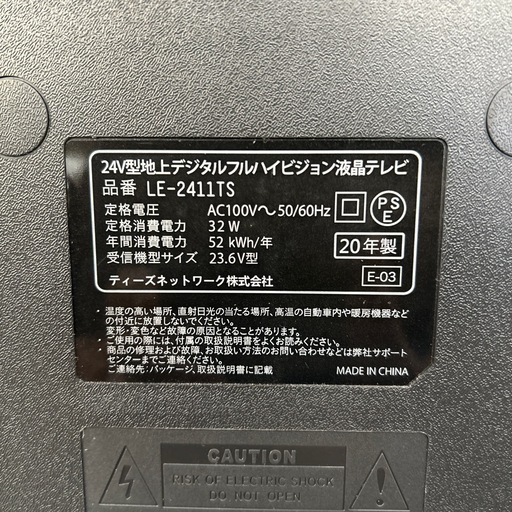 24V型地上デジタルフルハイビジョン液晶テレビ
品番 LE-2411TS
定格電圧 AC100V〜50/60Hz
PSE
定格消費電力 32W
年間消費電力 52 kWh/年
20年製
受信機型サイズ 23.6V型
ティーズネットワーク株式会社
E-03
温度の高い場所、直射日光の当たる場所、高温の自動車内や暖房機器など
の付近に放置しないでください。
変形・変色など故障の原因となることがあります。
ご使用の際には、付属の取扱説明書をよくお読みください。
商品の修理および故障、お取り扱い方法のお問い合わせなどは弊社サポート
センターまでご連絡ください。
ご連絡先:パッケージ、取扱説明書に記載
MADE IN CHINA
CAUTION
RISK OF ELECTRIC SHOCK
DO NOT OPEN